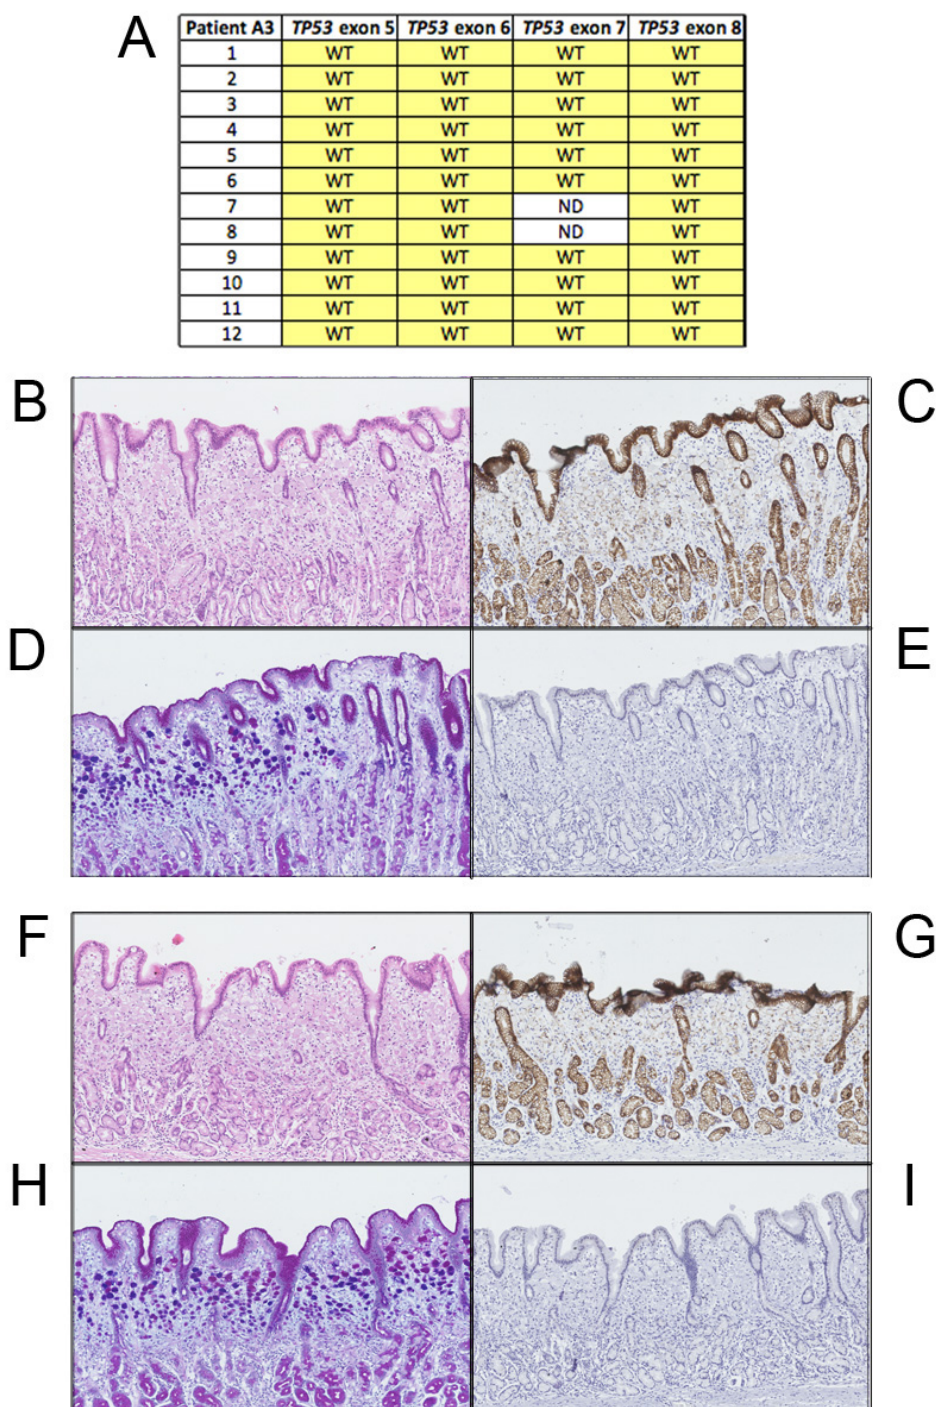 A
Patient A3 TP53 exon 5 TP53 exon 6 TP53 exon 7 TP53 exon 8
1 WT WT WT WT
2 WT WT WT WT
3 WT WT WT WT
4 WT WT WT WT
5 WT WT WT WT
6 WT WT WT WT
7 WT WT ND WT
8 WT WT ND WT
9 WT WT WT WT
10 WT WT WT WT
11 WT WT WT WT
12 WT WT WT WT
B C
D E
F G
H I